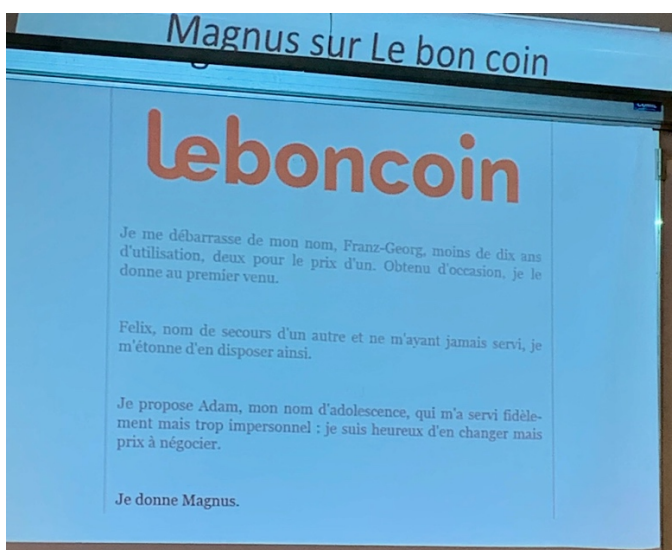 Magnus sur Le bon coin
leboncoin
Je me débarrasse de mon nom, Franz-Georg, moins de dix ans
d'utilisation, deux pour le prix d'un. Obtenu d'occasion, je le
donne au premier venu.
Felix, nom de secours d'un autre et ne m'ayant jamais servi, je
m'étonne d'en disposer ainsi.
Je propose Adam, mon nom d'adolescence, qui m'a servi fidèle-
ment mais trop impersonnel : je suis heureux d'en changer mais
prix à négocier.
Je donne Magnus.